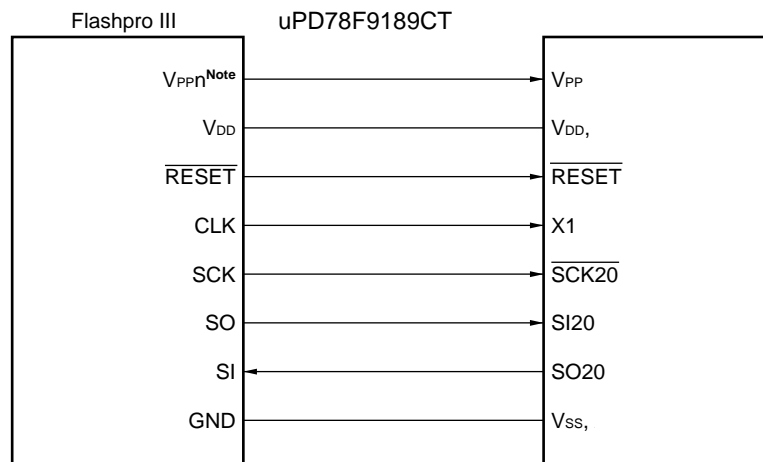 Flashpro III uPD78F9189CT
VPPnNote VPP
VDD VDD,
RESET RESET
CLK X1
SCK SCK20
SO SI20
SI SO20
GND VSS,